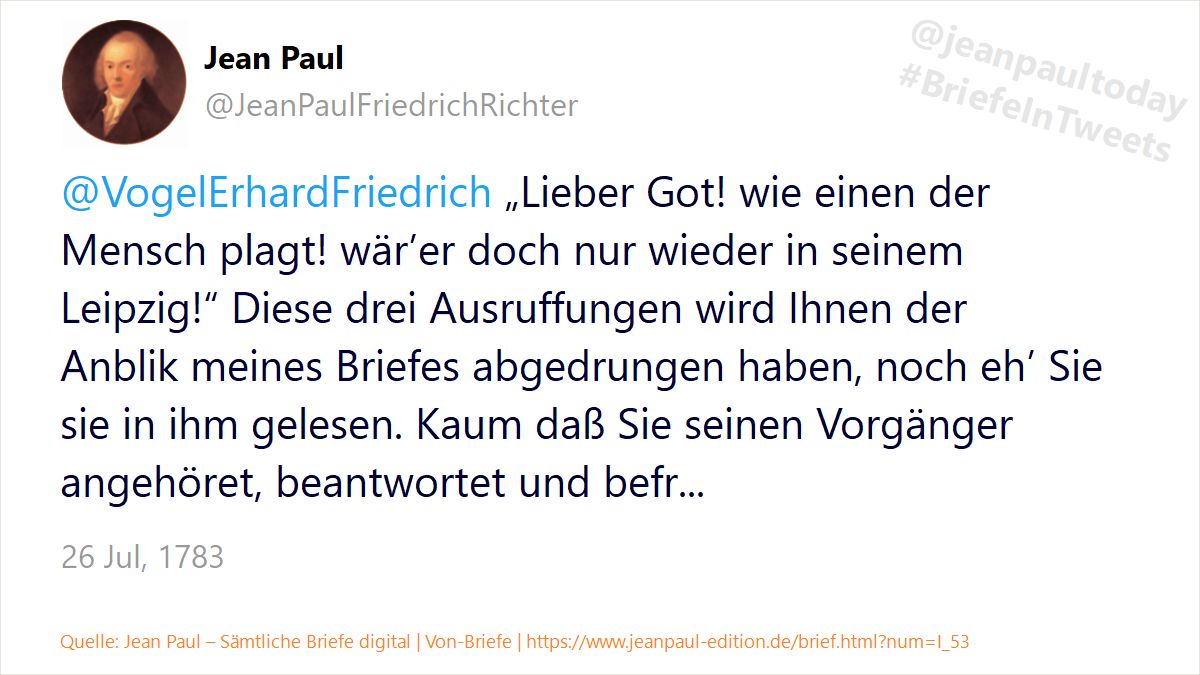 Jean Paul
@JeanPaulFriedrichRichter
@jeanpaultoday
#BriefeInTweets
@VogelErhardFriedrich „Lieber Got! wie einen der
Mensch plagt! wär’er doch nur wieder in seinem
Leipzig!“ Diese drei Ausruffungen wird Ihnen der
Anblik meines Briefes abgedrungen haben, noch eh’ Sie
sie in ihm gelesen. Kaum daß Sie seinen Vorgänger
angehöret, beantwortet und befr...
26 Jul, 1783
Quelle: Jean Paul – Sämtliche Briefe digital | Von-Briefe | https://www.jeanpaul-edition.de/brief.html?num=I_53